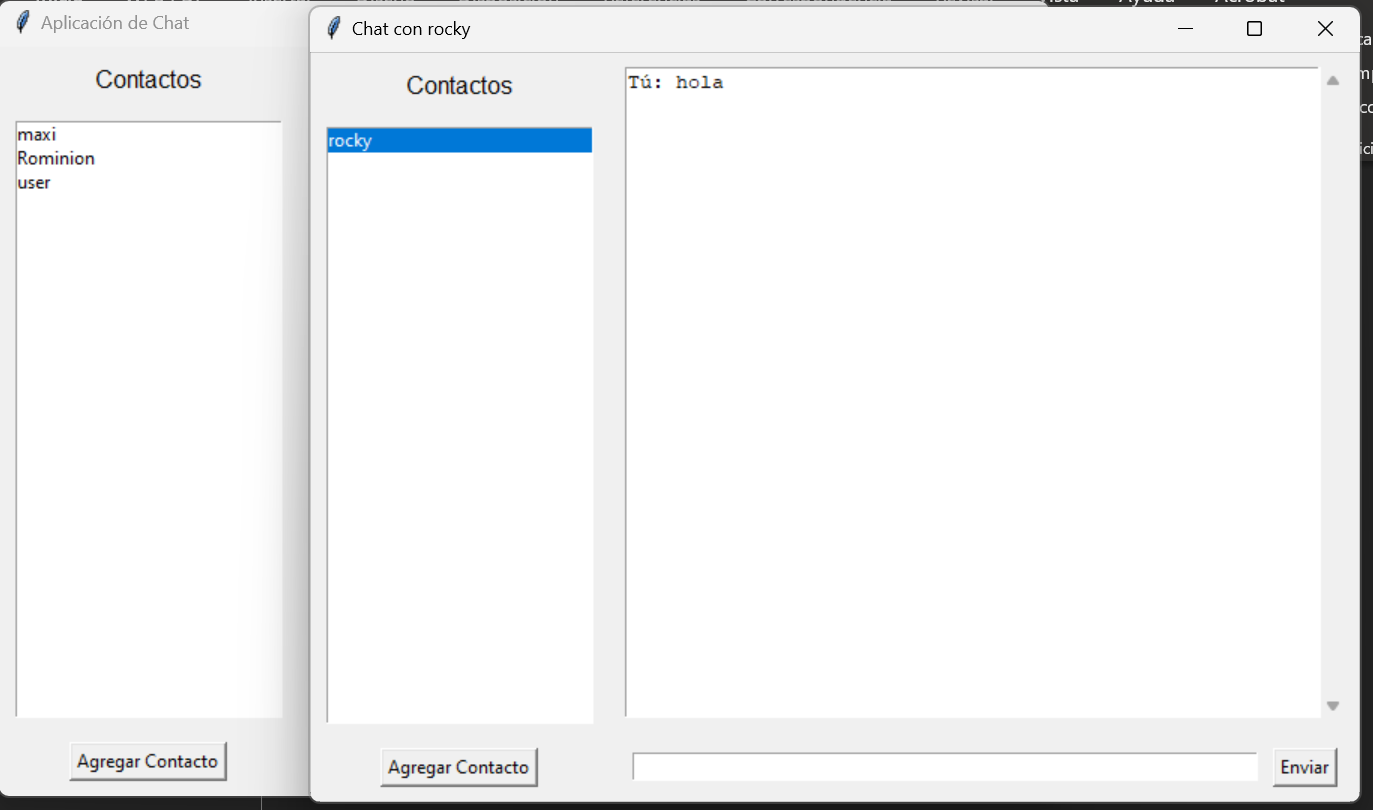 Aplicación de Chat
Contactos
maxi
Rominion
user
Agregar Contacto
Chat con rocky
Contactos
rocky
Agregar Contacto
Tú: hola
Enviar